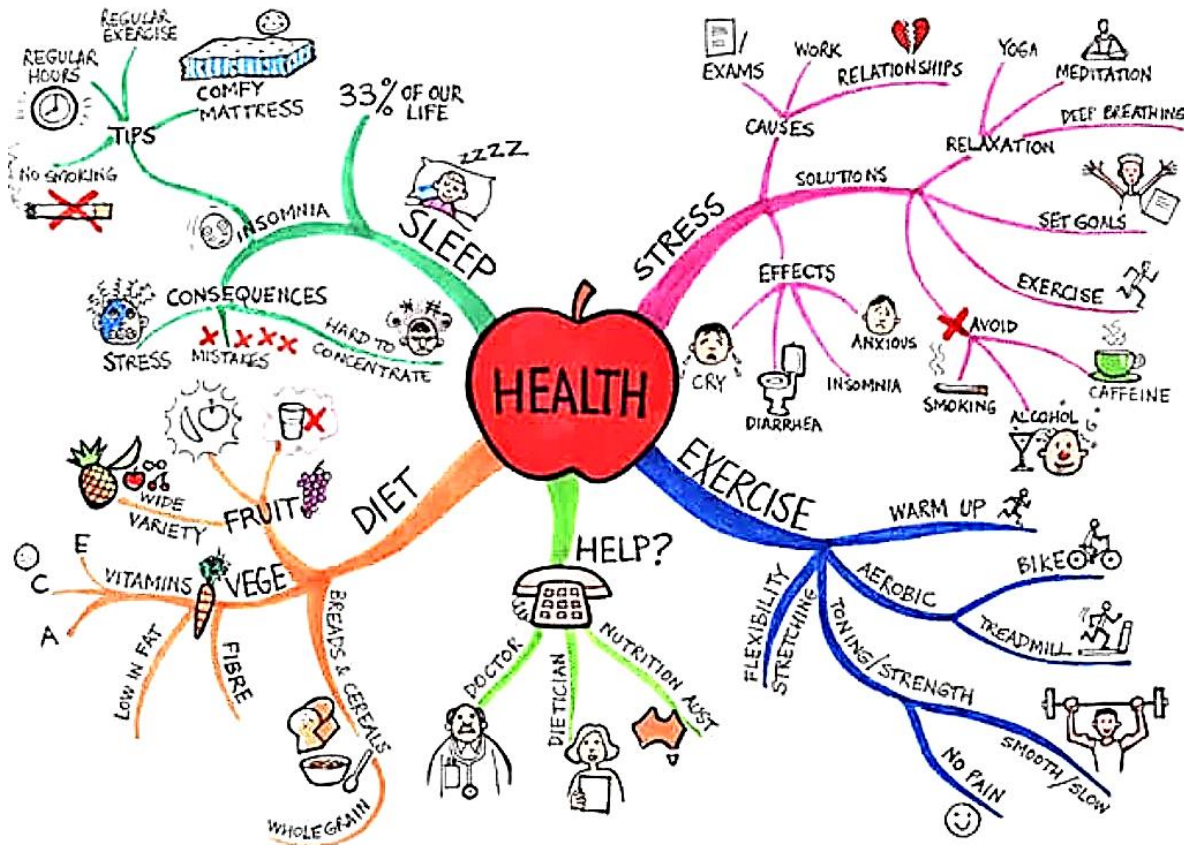 HEALTH
SLEEP
33% OF OUR
LIFE
ZZZZ
INSOMNIA
TIPS
REGULAR
EXERCISE
REGULAR
HOURS
COMFY
MATTRESS
NO SMOKING
CONSEQUENCES
STRESS
MISTAKES
HARD TO
CONCENTRATE
*#?
STRESS
CAUSES
EXAMS
WORK
RELATIONSHIPS
SOLUTIONS
RELAXATION
YOGA
MEDITATION
DEEP BREATHING
SET GOALS
EXERCISE
AVOID
SMOKING
ALCOHOL
CAFFEINE
EFFECTS
CRY
DIARRHEA
INSOMNIA
ANXIOUS
EXERCISE
WARM UP
AEROBIC
BIKE
TREADMILL
TONING/STRENGTH
SMOOTH/SLOW
NO PAIN
FLEXIBILITY
STRETCHING
HELP?
DOCTOR
DIETICIAN
NUTRITION AUST
DIET
FRUIT
WIDE
VARIETY
VEGE
VITAMINS
E
C
A
LOW IN FAT
FIBRE
BREADS & CEREALS
WHOLEGRAIN